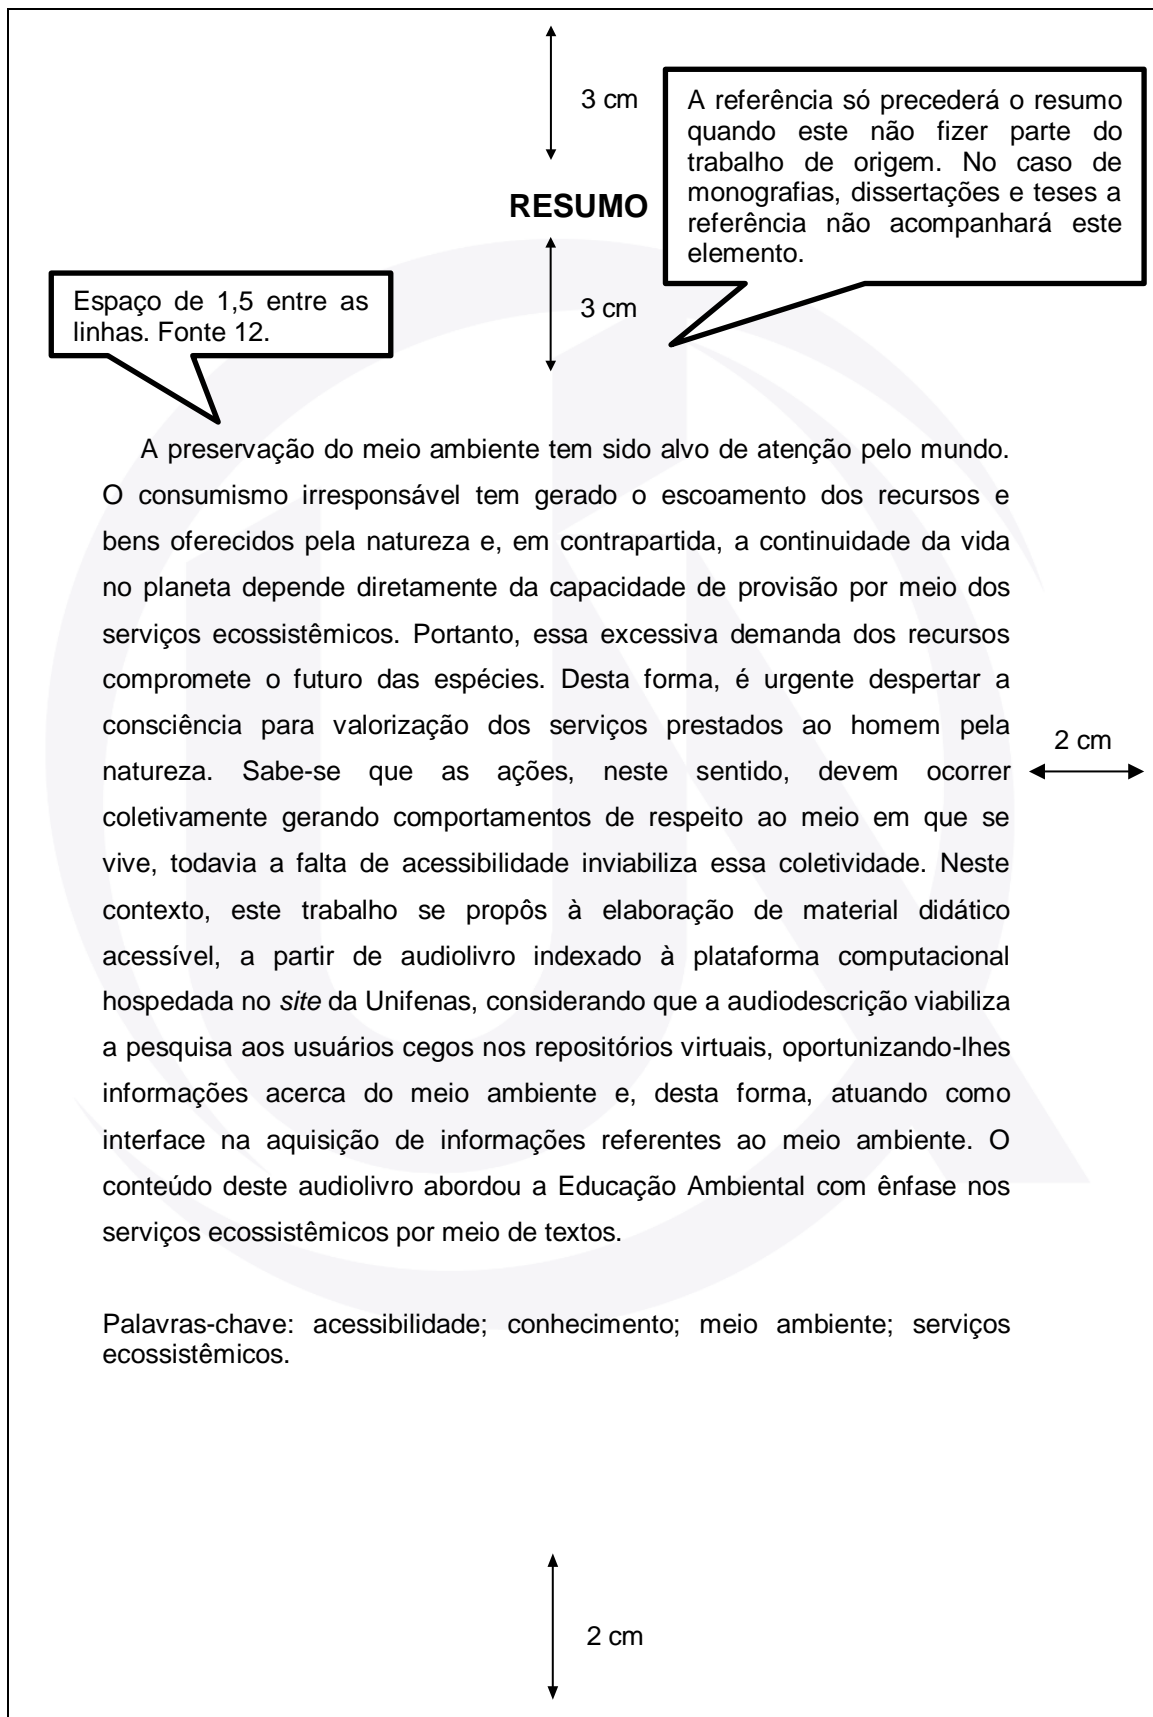 3 cm
A referência só precederá o resumo
quando este não fizer parte do
trabalho de origem. No caso de
monografias, dissertações e teses a
referência não acompanhará este
elemento.
RESUMO
3 cm
Espaço de 1,5 entre as
linhas. Fonte 12.
A preservação do meio ambiente tem sido alvo de atenção pelo mundo.
O consumismo irresponsável tem gerado o escoamento dos recursos e
bens oferecidos pela natureza e, em contrapartida, a continuidade da vida
no planeta depende diretamente da capacidade de provisão por meio dos
serviços ecossistêmicos. Portanto, essa excessiva demanda dos recursos
compromete o futuro das espécies. Desta forma, é urgente despertar a
consciência para valorização dos serviços prestados ao homem pela
natureza. Sabe-se que as ações, neste sentido, devem ocorrer
coletivamente gerando comportamentos de respeito ao meio em que se
vive, todavia a falta de acessibilidade inviabiliza essa coletividade. Neste
contexto, este trabalho se propôs à elaboração de material didático
acessível, a partir de audiolivro indexado à plataforma computacional
hospedada no site da Unifenas, considerando que a audiodescrição viabiliza
a pesquisa aos usuários cegos nos repositórios virtuais, oportunizando-lhes
informações acerca do meio ambiente e, desta forma, atuando como
interface na aquisição de informações referentes ao meio ambiente. O
conteúdo deste audiolivro abordou a Educação Ambiental com ênfase nos
serviços ecossistêmicos por meio de textos.
2 cm
Palavras-chave: acessibilidade; conhecimento; meio ambiente; serviços
ecossistêmicos.
2 cm